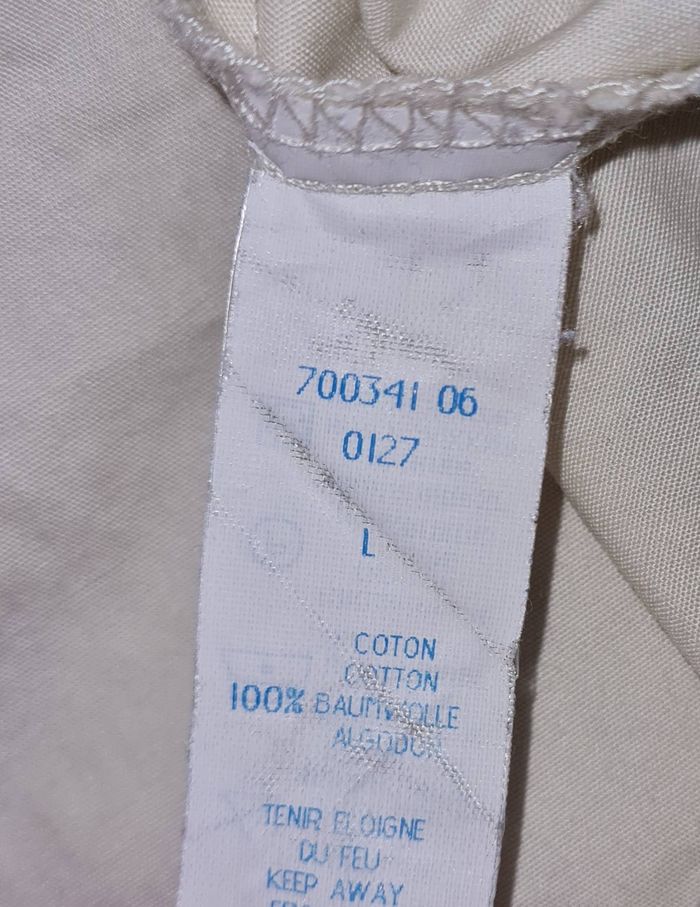 700341 06
0127
L
COTON
COTTON
100% BAUMWOLLE
ALGODON
TENIR ELOIGNE
DU FEU
KEEP AWAY